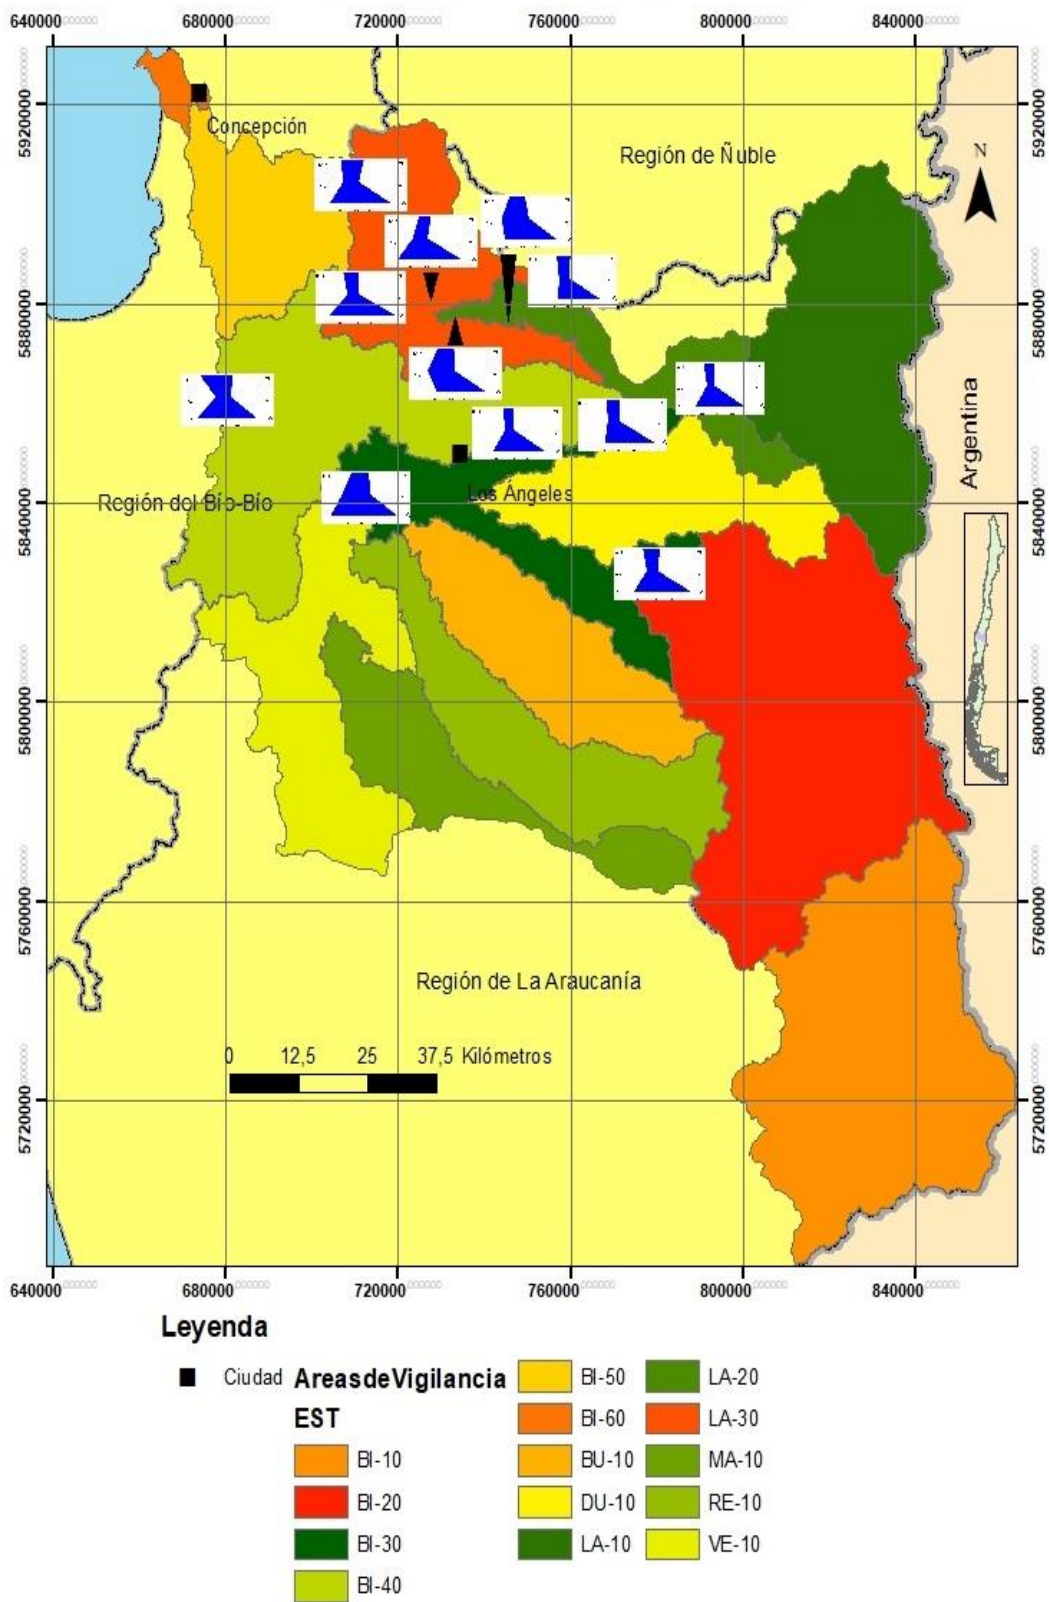 640000 680000 720000 760000 800000 840000
5920000
5880000
5840000
5800000
5760000
5720000
5920000
5880000
5840000
5800000
5760000
5720000
Concepción
Región de Ñuble
N
Argentina
Región del Bío-Bío
Los Ángeles
Región de La Araucanía
0 12,5 25 37,5 Kilómetros
640000 680000 720000 760000 800000 840000
Leyenda
Ciudad
AreasdeVigilancia
EST
BI-10
BI-20
BI-30
BI-40
BI-50
BI-60
BU-10
DU-10
LA-10
LA-20
LA-30
MA-10
RE-10
VE-10